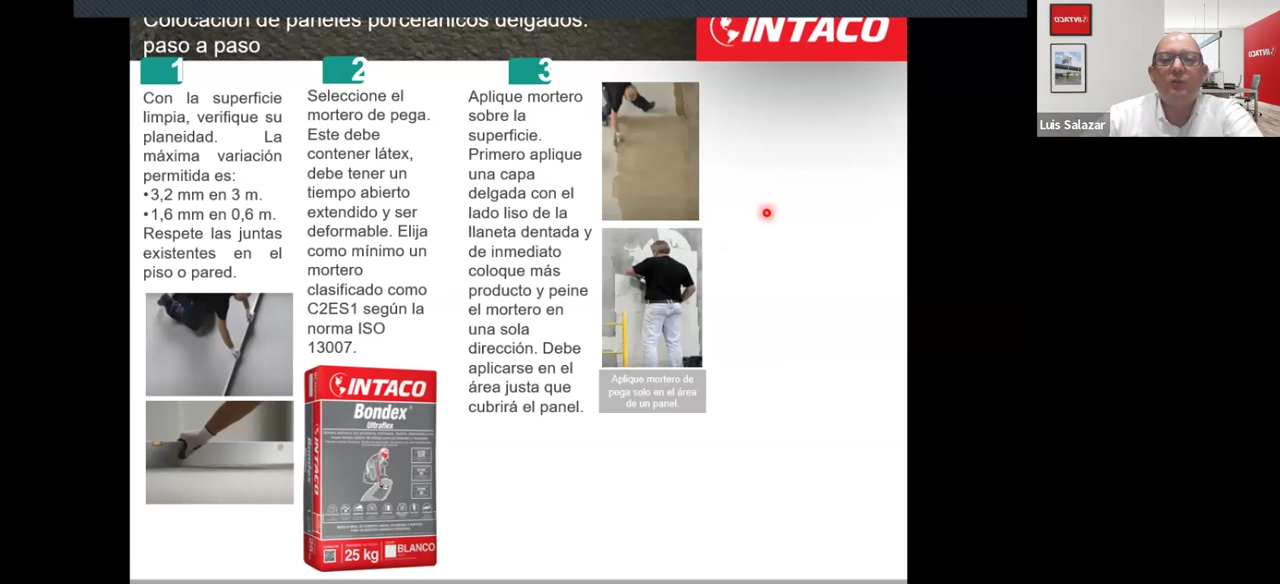 Colocación de paneles porcelánicos delgados:
paso a paso
INTACO
1
Con la superficie
limpia, verifique su
planeidad. La
máxima variación
permitida es:
•3,2 mm en 3 m.
•1,6 mm en 0,6 m.
Respete las juntas
existentes en el
piso o pared.
2
Seleccione el
mortero de pega.
Este debe
contener látex,
debe tener un
tiempo abierto
extendido y ser
deformable. Elija
como mínimo un
mortero
clasificado como
C2ES1 según la
norma ISO
13007.
INTACO
Bondex
Ultraflex
INTACO
25 kg
BLANCO
3
Aplique mortero
sobre la
superficie.
Primero aplique
una capa
delgada con el
lado liso de la
llaneta dentada y
de inmediato
coloque más
producto y peine
el mortero en
una sola
dirección. Debe
aplicarse en el
área justa que
cubrirá el panel.
Aplique mortero de
pega solo en el área
de un panel.
INTACO
INTACO
Luis Salazar